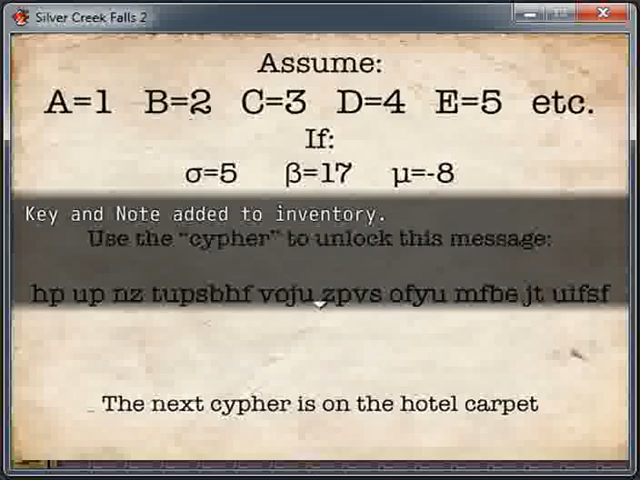 Silver Creek Falls 2
Assume:
A=1 B=2 C=3 D=4 E=5 etc.
If:
σ=5 β=17 μ=-8
Key and Note added to inventory.
Use the “cypher” to unlock this message:
hp up nz tupsbhf voju zpvs ofyu mfbe jt uifsf
The next cypher is on the hotel carpet